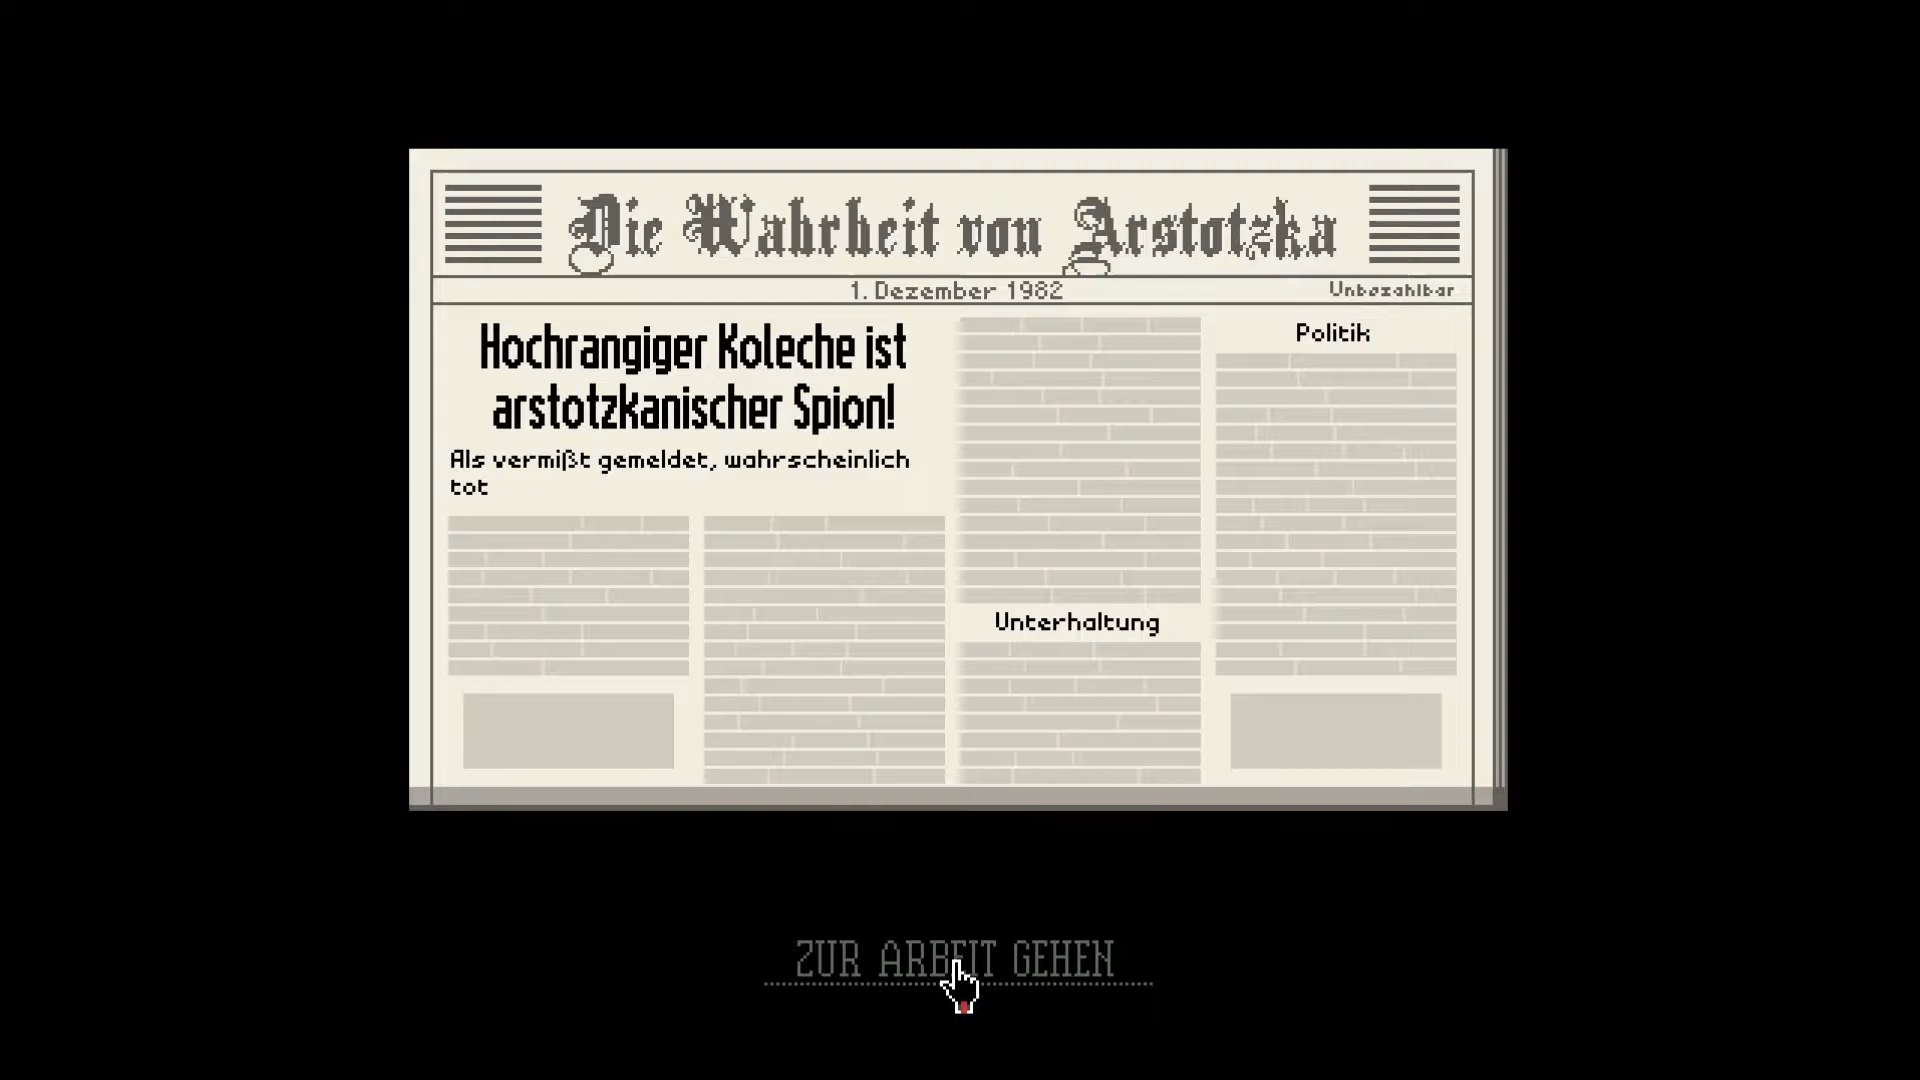 Die Wahrheit von Arstotzka
1. Dezember 1982
Unbezahlbar
Hochrangiger Koleche ist
arstotzkanischer Spion!
Als vermißt gemeldet, wahrscheinlich
tot
Unterhaltung
Politik
ZUR ARBEIT GEHEN